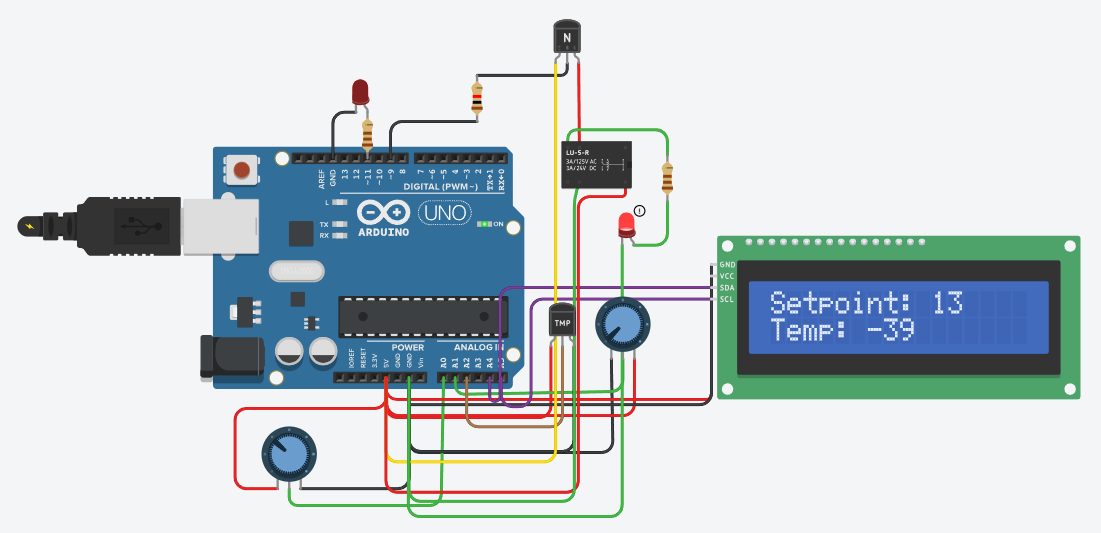 N
LU-5-R
3A/125V AC
3A/24V DC
AREF
GND
13
12
~11
~10
~9
8
7
~6
~5
4
~3
2
TX→1
RX←0
DIGITAL (PWM~)
L
TX
RX
ARDUINO
UNO
ON
GND
VCC
SDA
SCL
Setpoint: 13
Temp: -39
TMP
POWER
ANALOG IN
IOREF
RESET
3.3V
5V
GND
GND
Vin
A0
A1
A2
A3
A4